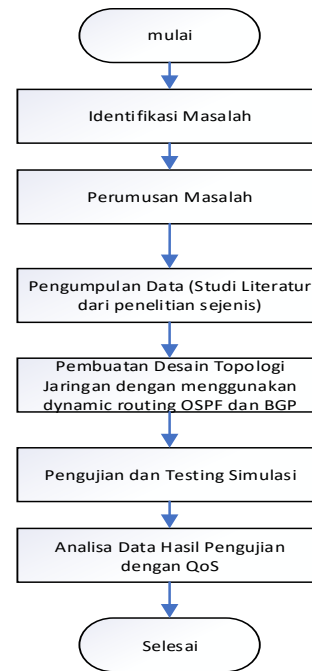 mulai
Identifikasi Masalah
Perumusan Masalah
Pengumpulan Data (Studi Literatur
dari penelitian sejenis)
Pembuatan Desain Topologi
Jaringan dengan menggunakan
dynamic routing OSPF dan BGP
Pengujian dan Testing Simulasi
Analisa Data Hasil Pengujian
dengan QoS
Selesai